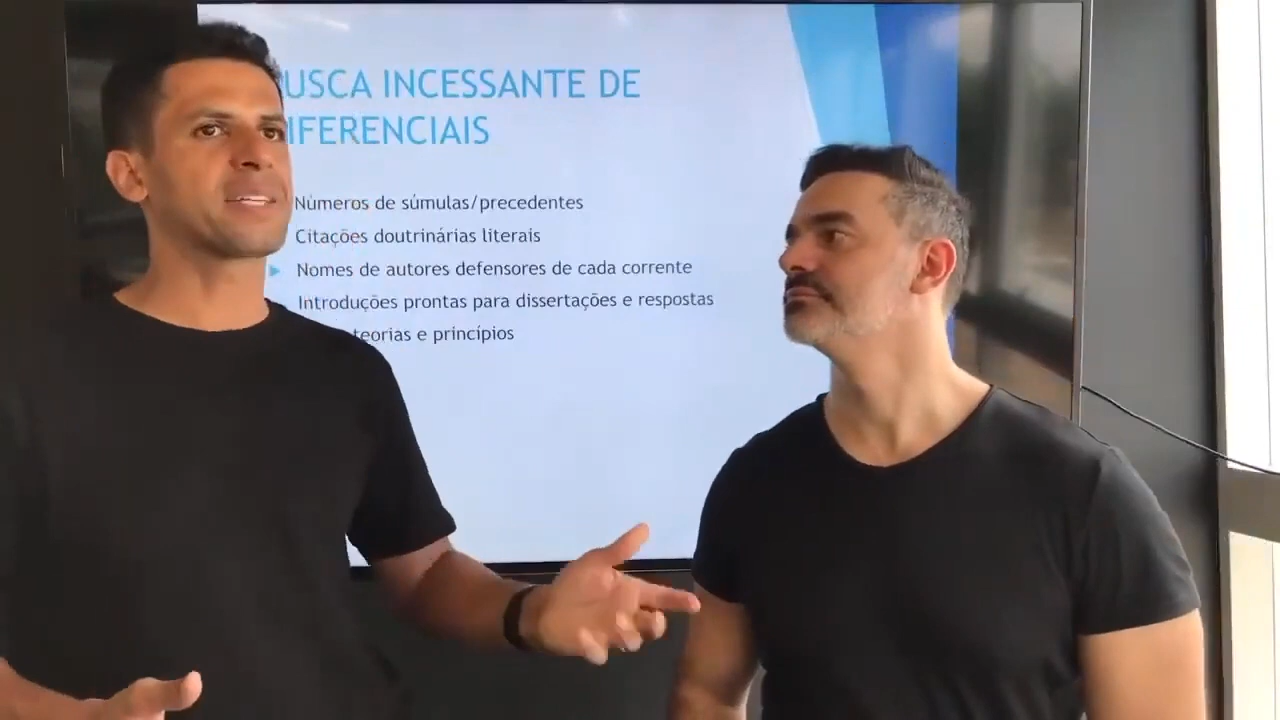 USCA INCESSANTE DE
IFERENCIAIS
Números de súmulas/precedentes
Citações doutrinárias literais
Nomes de autores defensores de cada corrente
Introduções prontas para dissertações e respostas
teorias e princípios